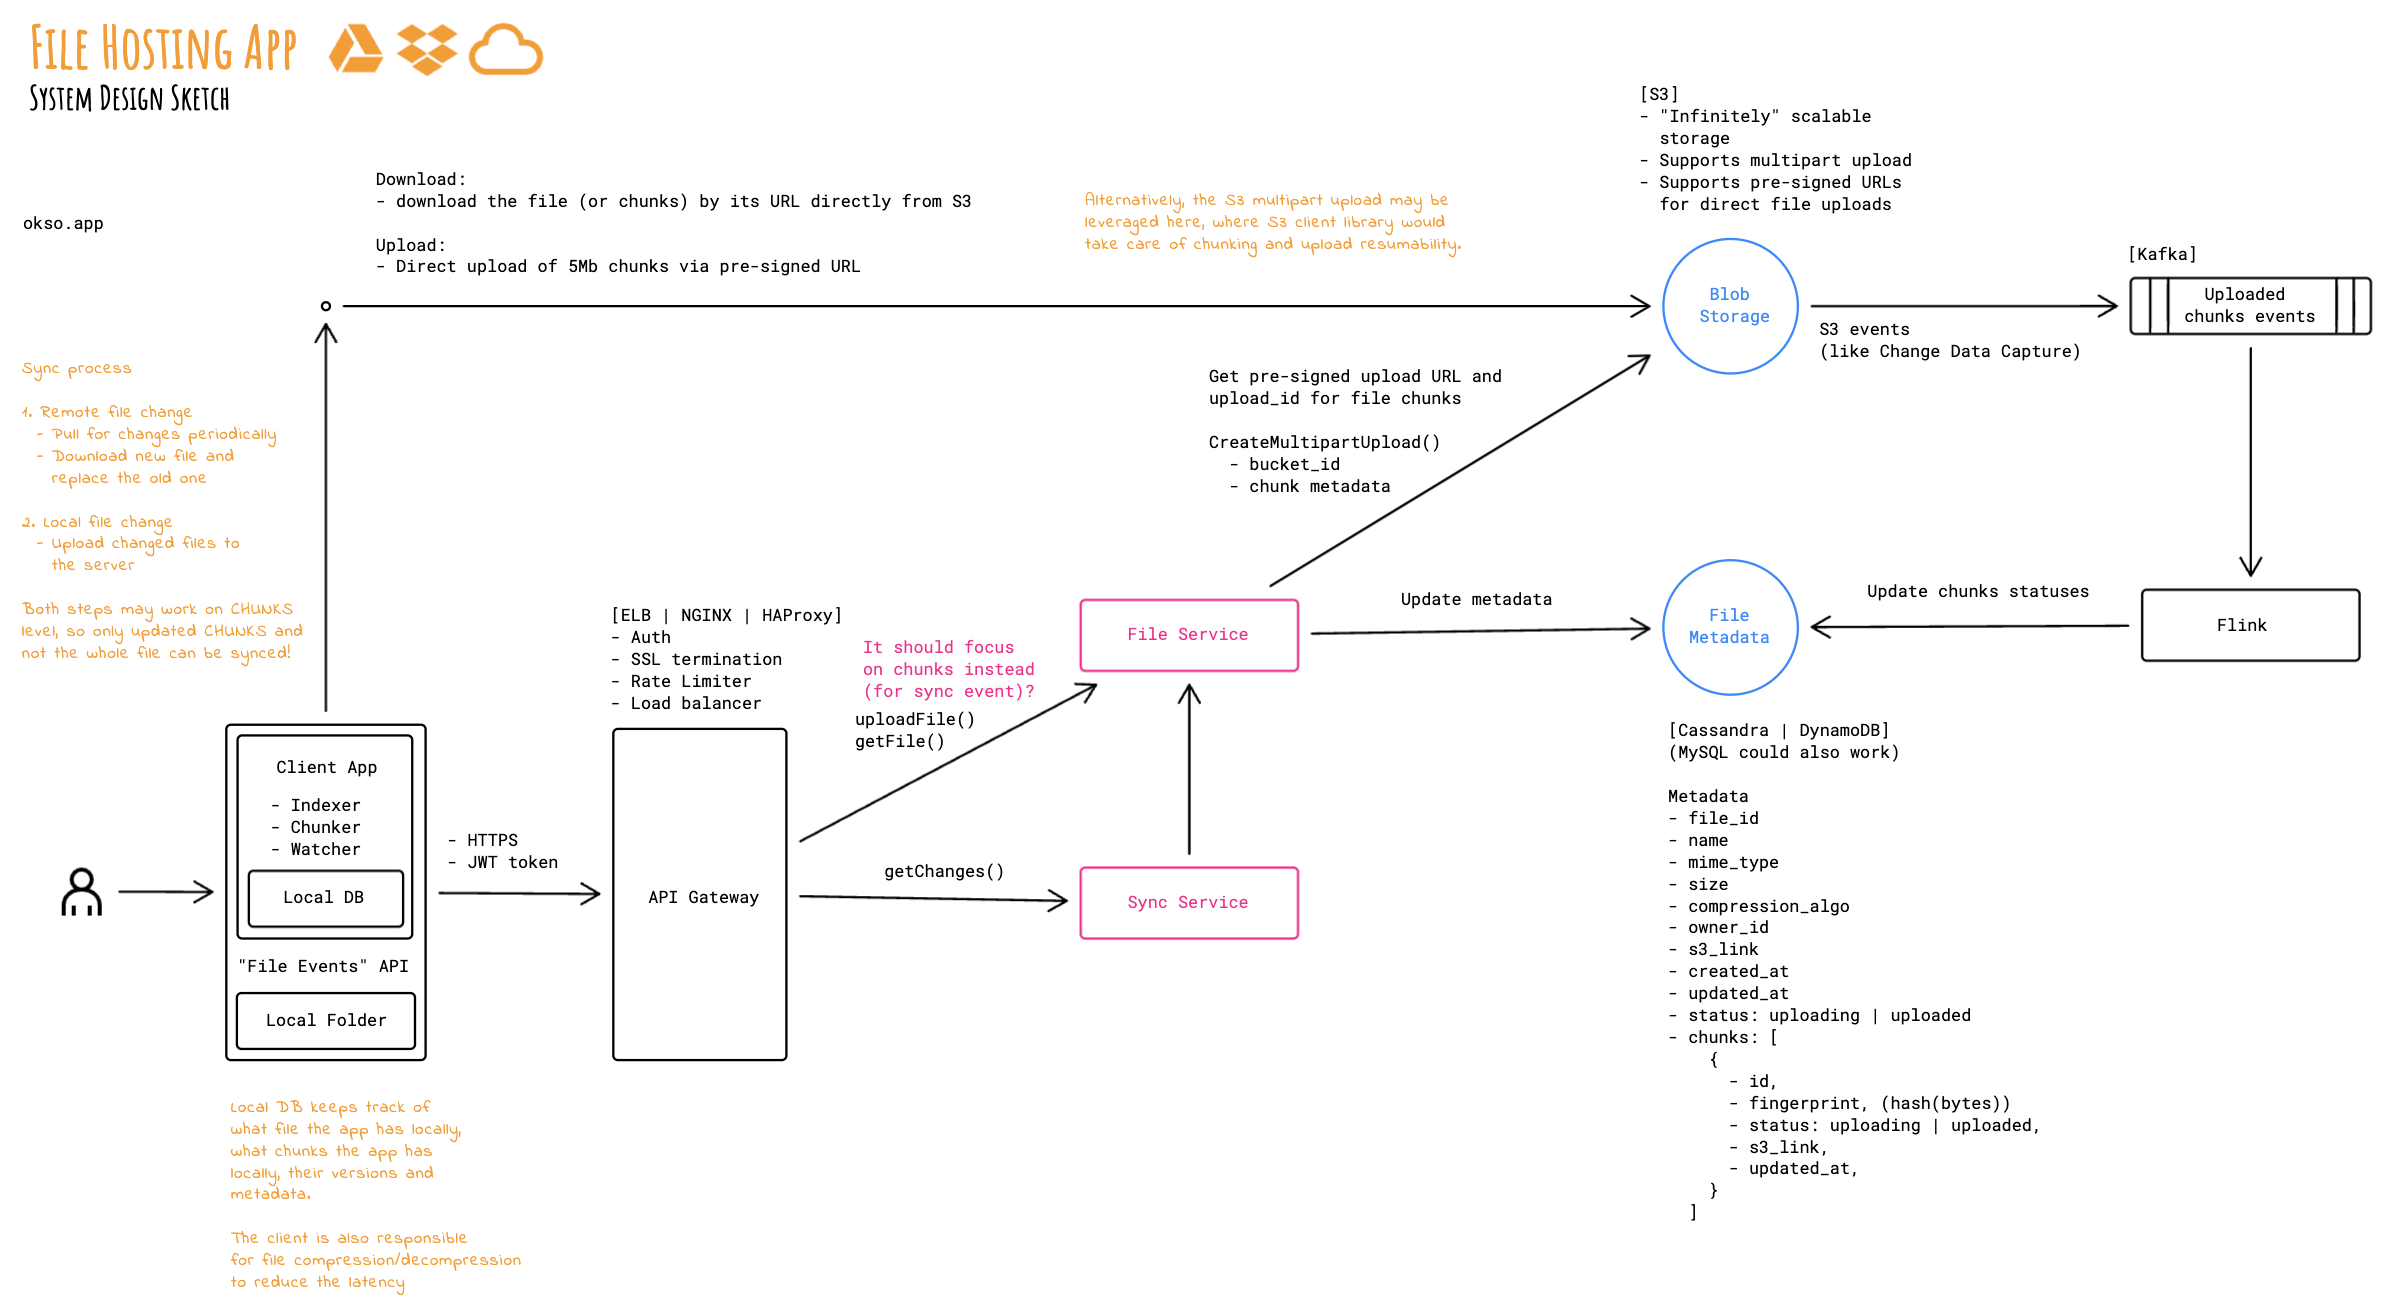 File Hosting App
System Design Sketch
okso.app
Download:
- download the file (or chunks) by its URL directly from S3
Upload:
- Direct upload of 5Mb chunks via pre-signed URL
Alternatively, the S3 multipart upload may be
leveraged here, where S3 client library would
take care of chunking and upload resumability.
[S3]
- "Infinitely" scalable
storage
- Supports multipart upload
- Supports pre-signed URLs
for direct file uploads
Blob
Storage
S3 events
(like Change Data Capture)
[Kafka]
Uploaded
chunks events
Sync process
1. Remote file change
- Pull for changes periodically
- Download new file and
replace the old one
2. Local file change
- Upload changed files to
the server
Both steps may work on CHUNKS
level, so only updated CHUNKS and
not the whole file can be synced!
Get pre-signed upload URL and
upload_id for file chunks
CreateMultipartUpload()
- bucket_id
- chunk metadata
[ELB | NGINX | HAProxy]
- Auth
- SSL termination
- Rate Limiter
- Load balancer
It should focus
on chunks instead
(for sync event)?
uploadFile()
getFile()
File Service
Update metadata
File
Metadata
Update chunks statuses
Flink
Client App
- Indexer
- Chunker
- Watcher
Local DB
"File Events" API
Local Folder
- HTTPS
- JWT token
API Gateway
getChanges()
Sync Service
[Cassandra | DynamoDB]
(MySQL could also work)
Metadata
- file_id
- name
- mime_type
- size
- compression_algo
- owner_id
- s3_link
- created_at
- updated_at
- status: uploading | uploaded
- chunks: [
{
- id,
- fingerprint, (hash(bytes))
- status: uploading | uploaded,
- s3_link,
- updated_at,
}
]
Local DB keeps track of
what file the app has locally,
what chunks the app has
locally, their versions and
metadata.
The client is also responsible
for file compression/decompression
to reduce the latency